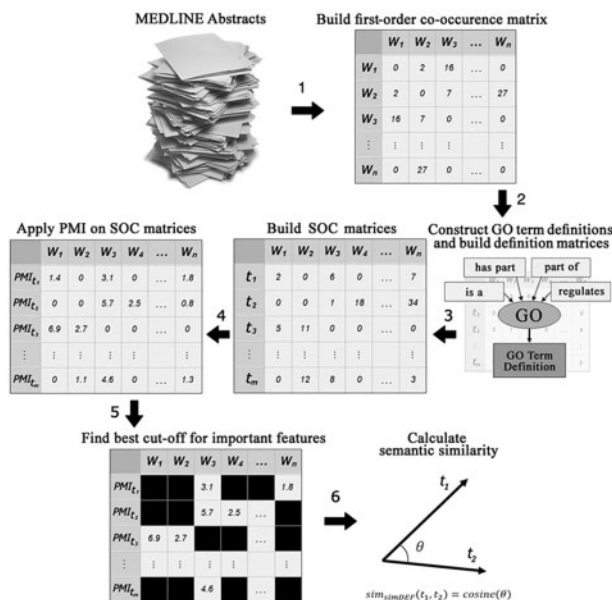 MEDLINE Abstracts
Build first-order co-occurence matrix
W1 W2 W3 ... Wn
W1 0 2 16 ... 0
W2 2 0 7 ... 27
W3 16 7 0 ... 0
⋮ ⋮ ⋮ ⋮ ⋮
Wn 0 27 0 ... 0
1
2
Construct GO term definitions
and build definition matrices
has part
part of
is a
regulates
GO
GO Term
Definition
3
Build SOC matrices
W1 W2 W3 W4 ... Wn
t1 2 0 6 0 ... 7
t2 0 0 1 18 ... 34
t3 5 11 0 0 ... 0
⋮ ⋮ ⋮ ⋮ ⋮
tm 0 12 8 0 ... 3
4
Apply PMI on SOC matrices
W1 W2 W3 W4 ... Wn
PMIt1 1.4 0 3.1 0 ... 1.8
PMIt2 0 0 5.7 2.5 ... 0.8
PMIt3 6.9 2.7 0 0 ... 0
⋮ ⋮ ⋮ ⋮ ⋮
PMItm 0 1.1 4.6 0 ... 1.3
5
Find best cut-off for important features
W1 W2 W3 W4 ... Wn
PMIt1 3.1 1.8
PMIt2 5.7 2.5 ...
PMIt3 6.9 2.7 ...
⋮ ⋮ ⋮ ⋮ ... ⋮
PMItm 4.6 ...
6
Calculate
semantic similarity
t1
θ
t2
simsimDEF(t1, t2) = cosine(θ)